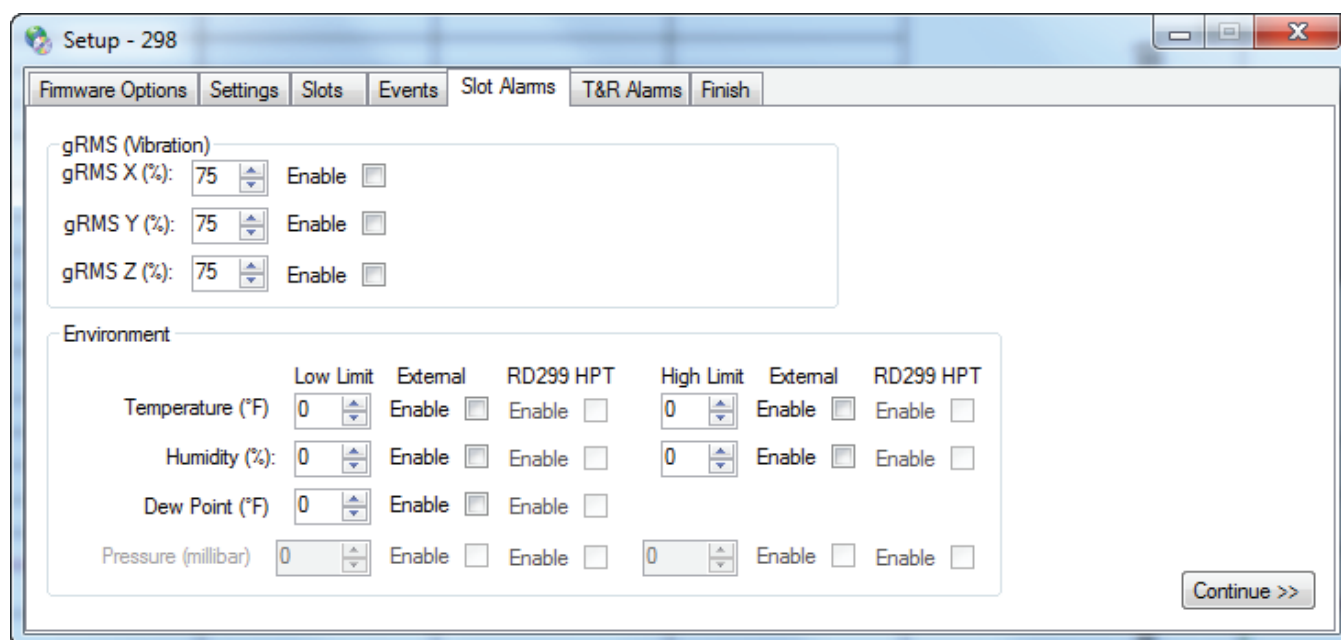 Setup - 298
Firmware Options Settings Slots Events Slot Alarms T&R Alarms Finish
gRMS (Vibration)
gRMS X (%): 75 Enable
gRMS Y (%): 75 Enable
gRMS Z (%): 75 Enable
Environment
Low Limit External RD299 HPT High Limit External RD299 HPT
Temperature (°F) 0 Enable Enable 0 Enable Enable
Humidity (%): 0 Enable Enable 0 Enable Enable
Dew Point (°F) 0 Enable Enable
Pressure (millibar) 0 Enable Enable 0 Enable Enable
Continue >>